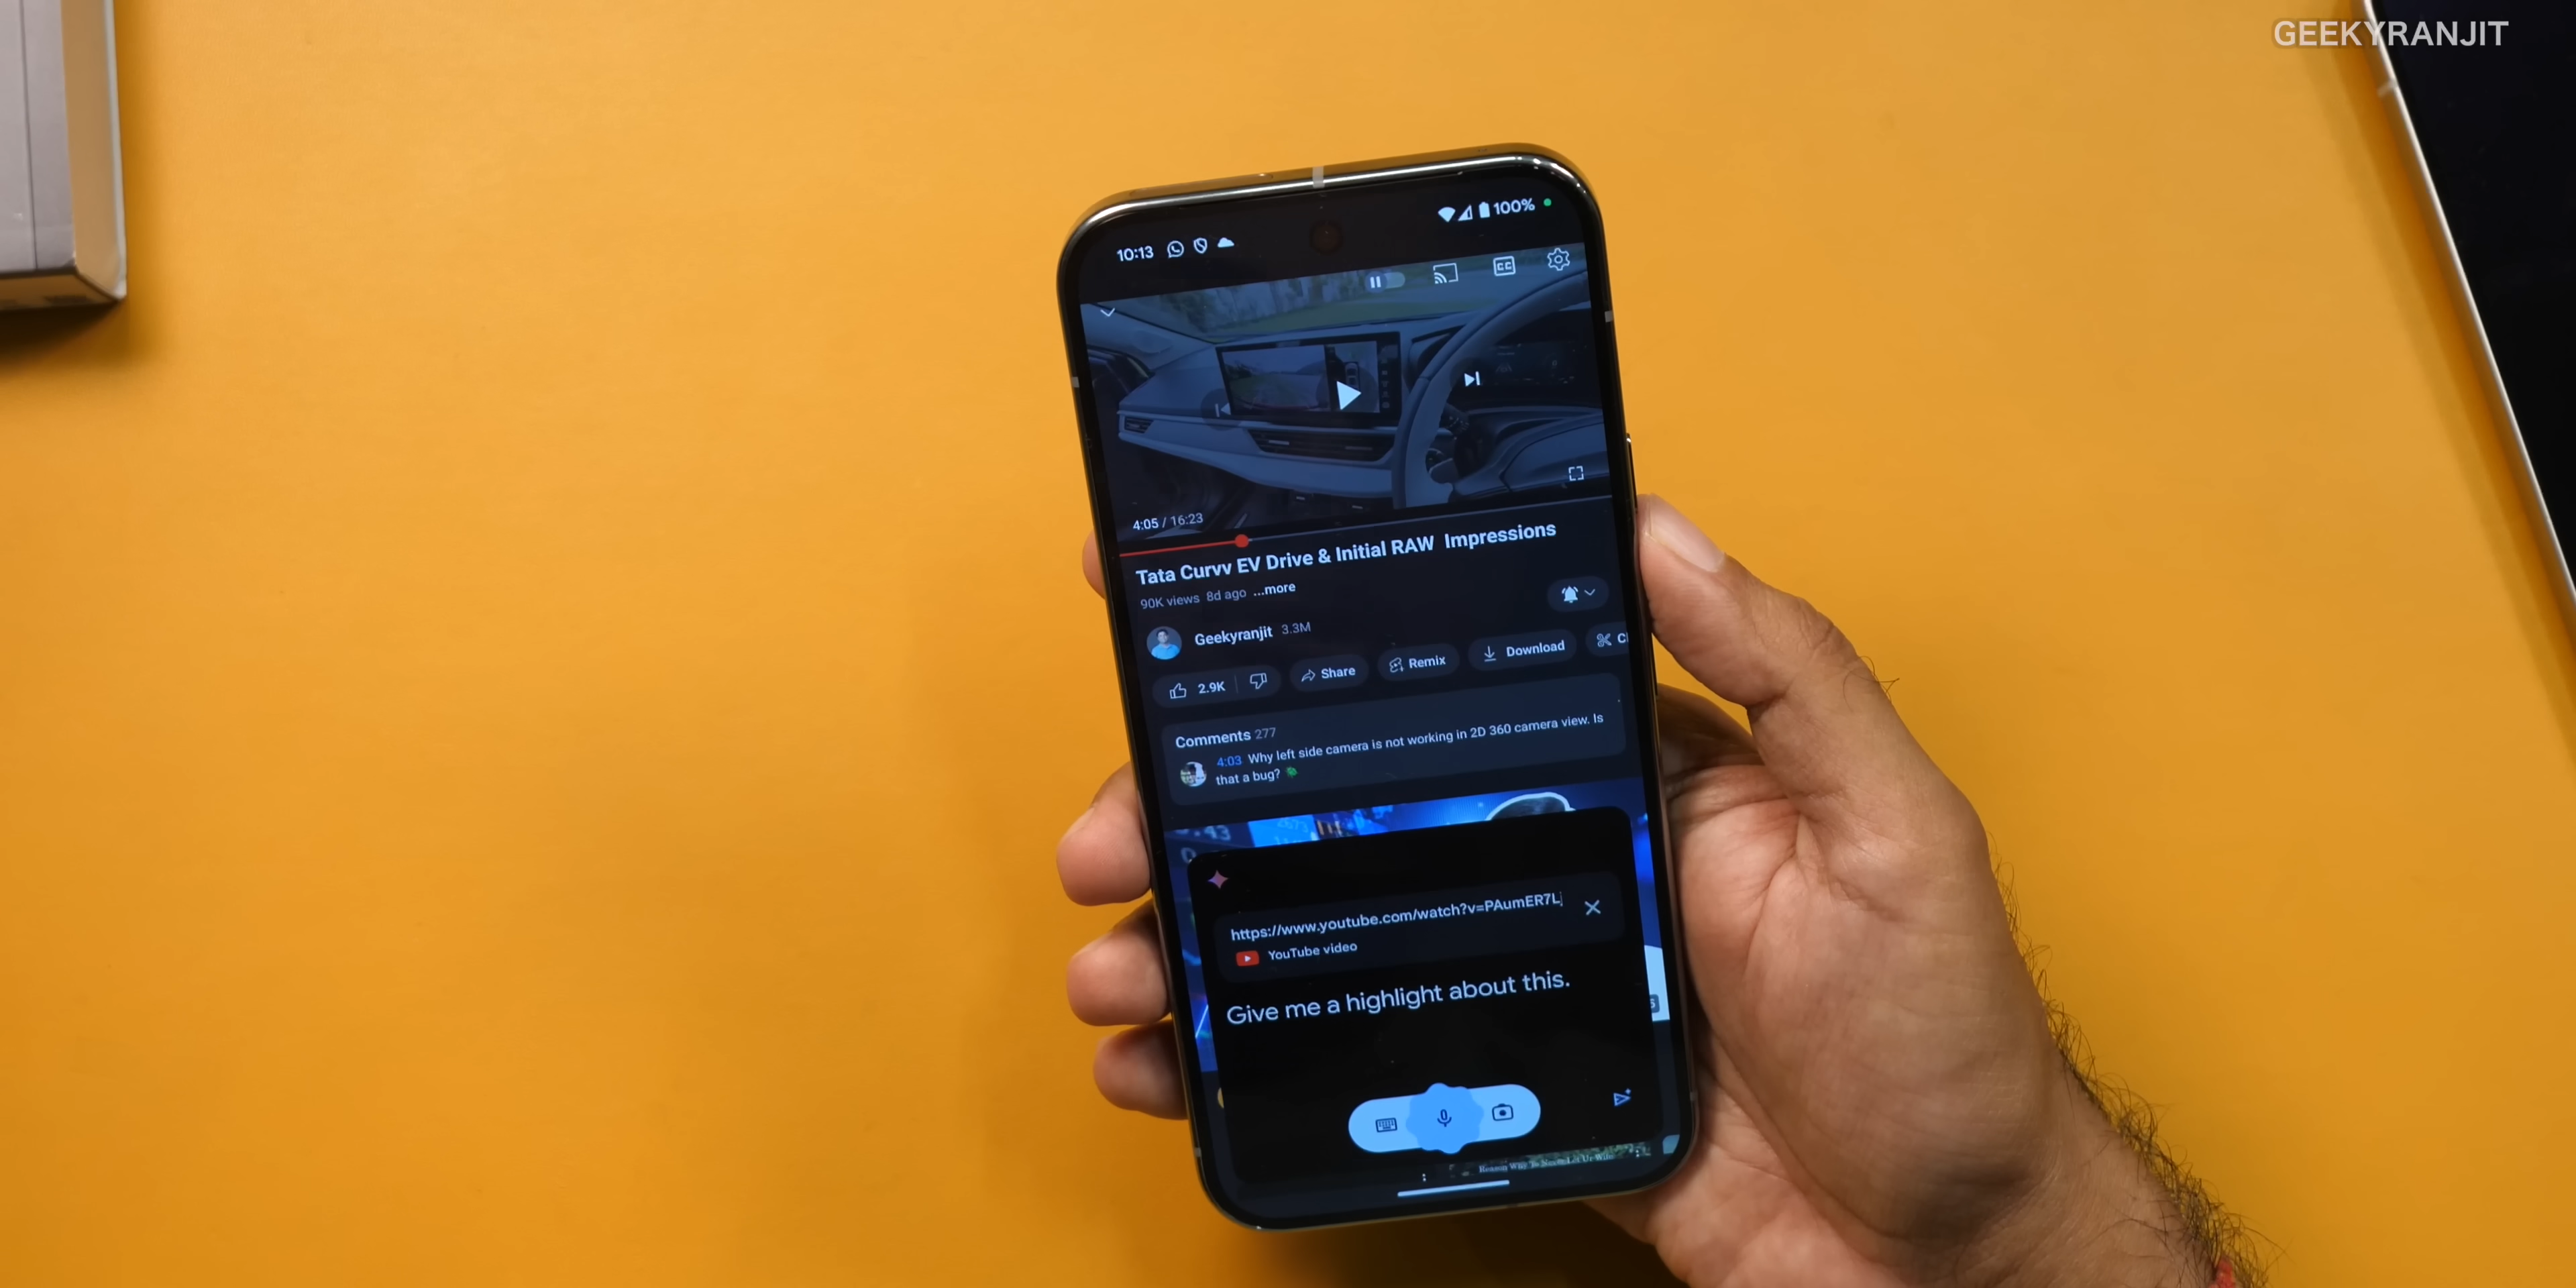 GEEKYRANJIT
10:13
100%
CC
4:05 / 16:23
Tata Curvv EV Drive & Initial RAW Impressions
90K views 8d ago ...more
Geekyranjit 3.3M
2.9K
Share
Remix
Download
Comments 277
4:03 Why left side camera is not working in 2D 360 camera view. Is
that a bug?
https://www.youtube.com/watch?v=PAumER7L
YouTube video
Give me a highlight about this.